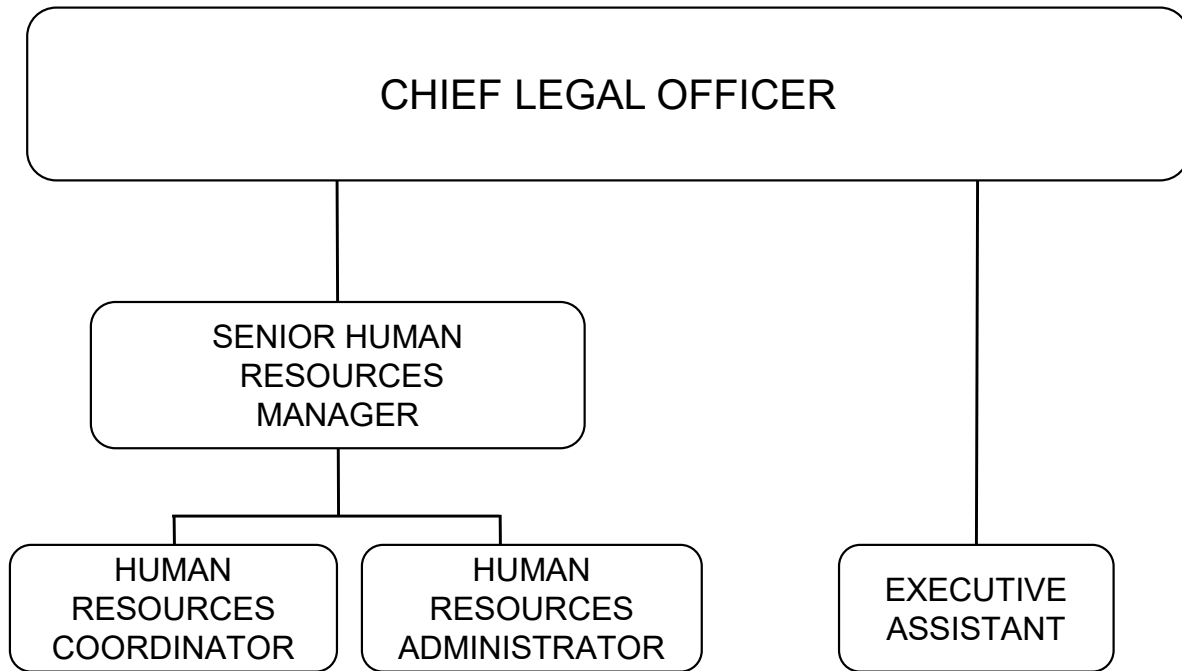 CHIEF LEGAL OFFICER
SENIOR HUMAN
RESOURCES
MANAGER
HUMAN
RESOURCES
COORDINATOR
HUMAN
RESOURCES
ADMINISTRATOR
EXECUTIVE
ASSISTANT